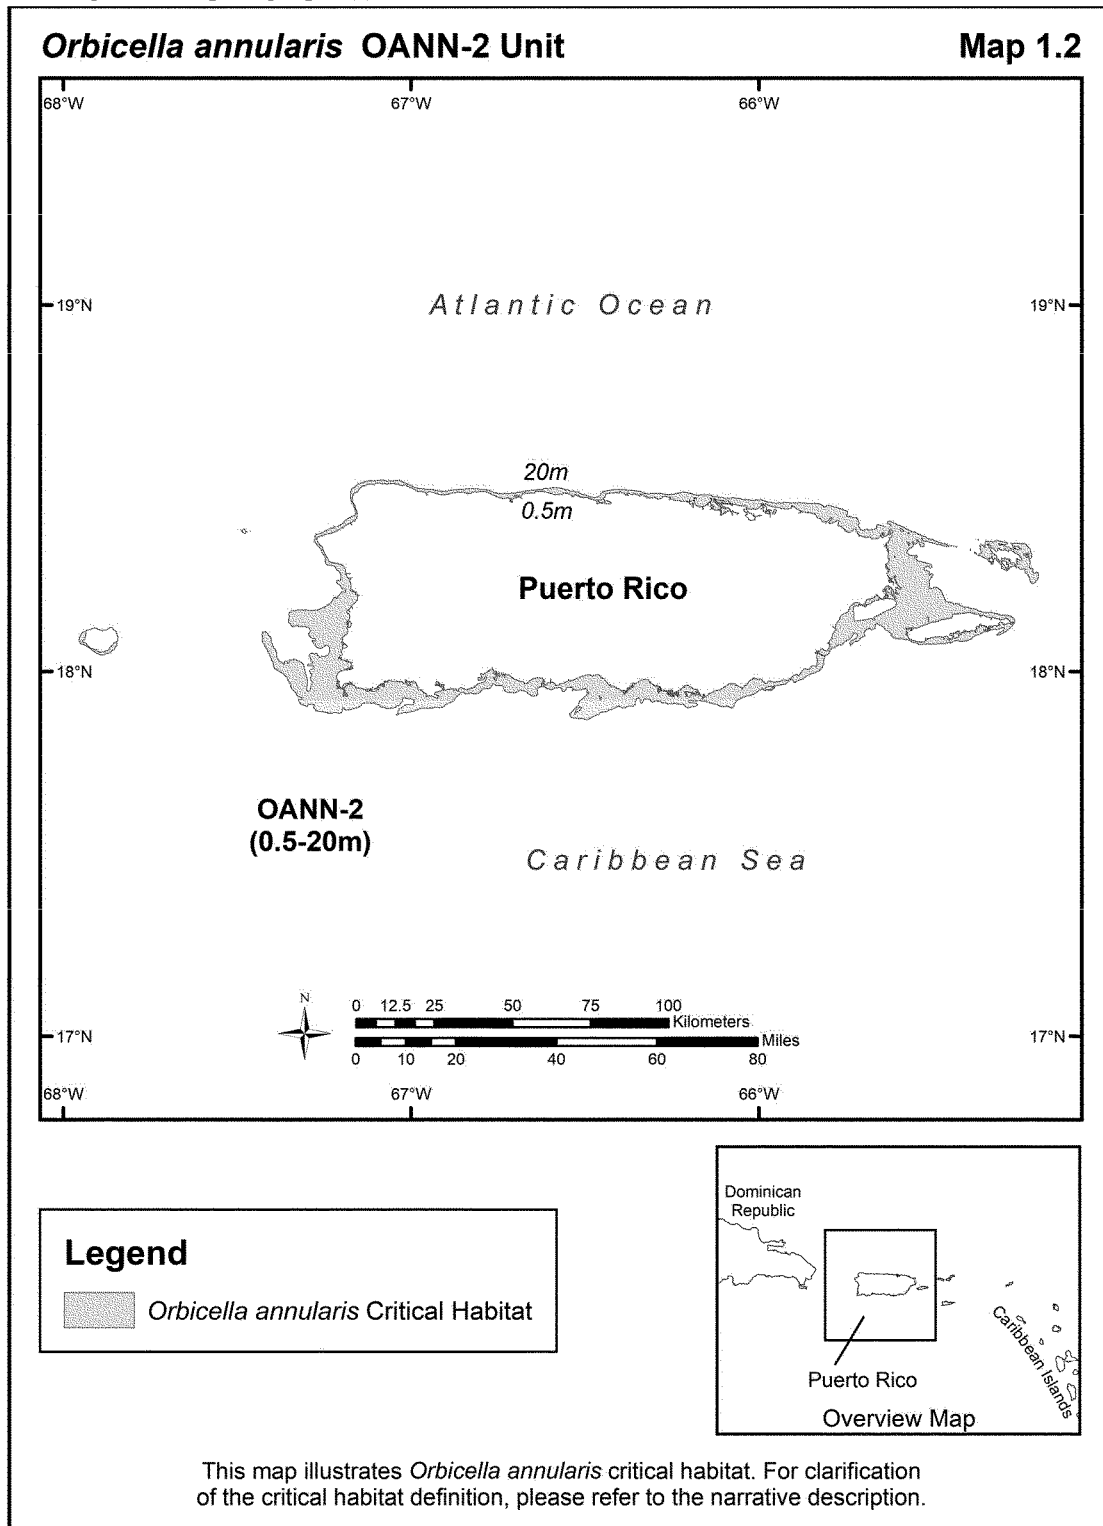 Orbicella annularis OANN-2 Unit
Map 1.2
68°W
67°W
66°W
19°N
Atlantic Ocean
19°N
20m
0.5m
Puerto Rico
18°N
18°N
OANN-2
(0.5-20m)
Caribbean Sea
N
0 12.5 25 50 75 100
Kilometers
Miles
0 10 20 40 60 80
17°N
17°N
68°W
67°W
66°W
Legend
Orbicella annularis Critical Habitat
Dominican
Republic
Caribbean Islands
Puerto Rico
Overview Map
This map illustrates Orbicella annularis critical habitat. For clarification
of the critical habitat definition, please refer to the narrative description.